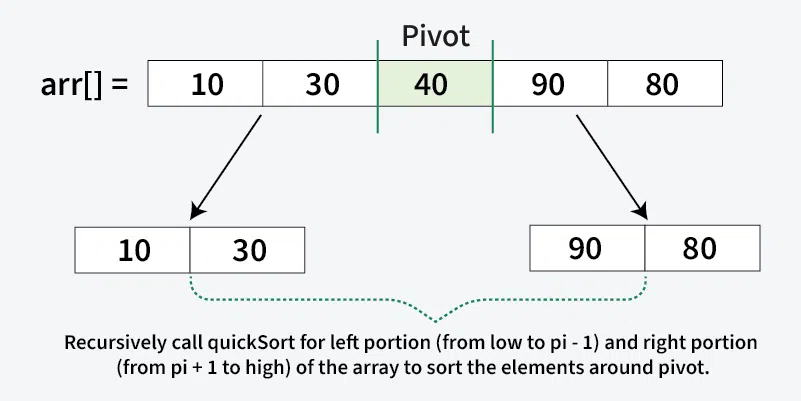 Pivot
arr[] = 10 30 40 90 80
10 30 90 80
Recursively call quickSort for left portion (from low to pi - 1) and right portion
(from pi + 1 to high) of the array to sort the elements around pivot.